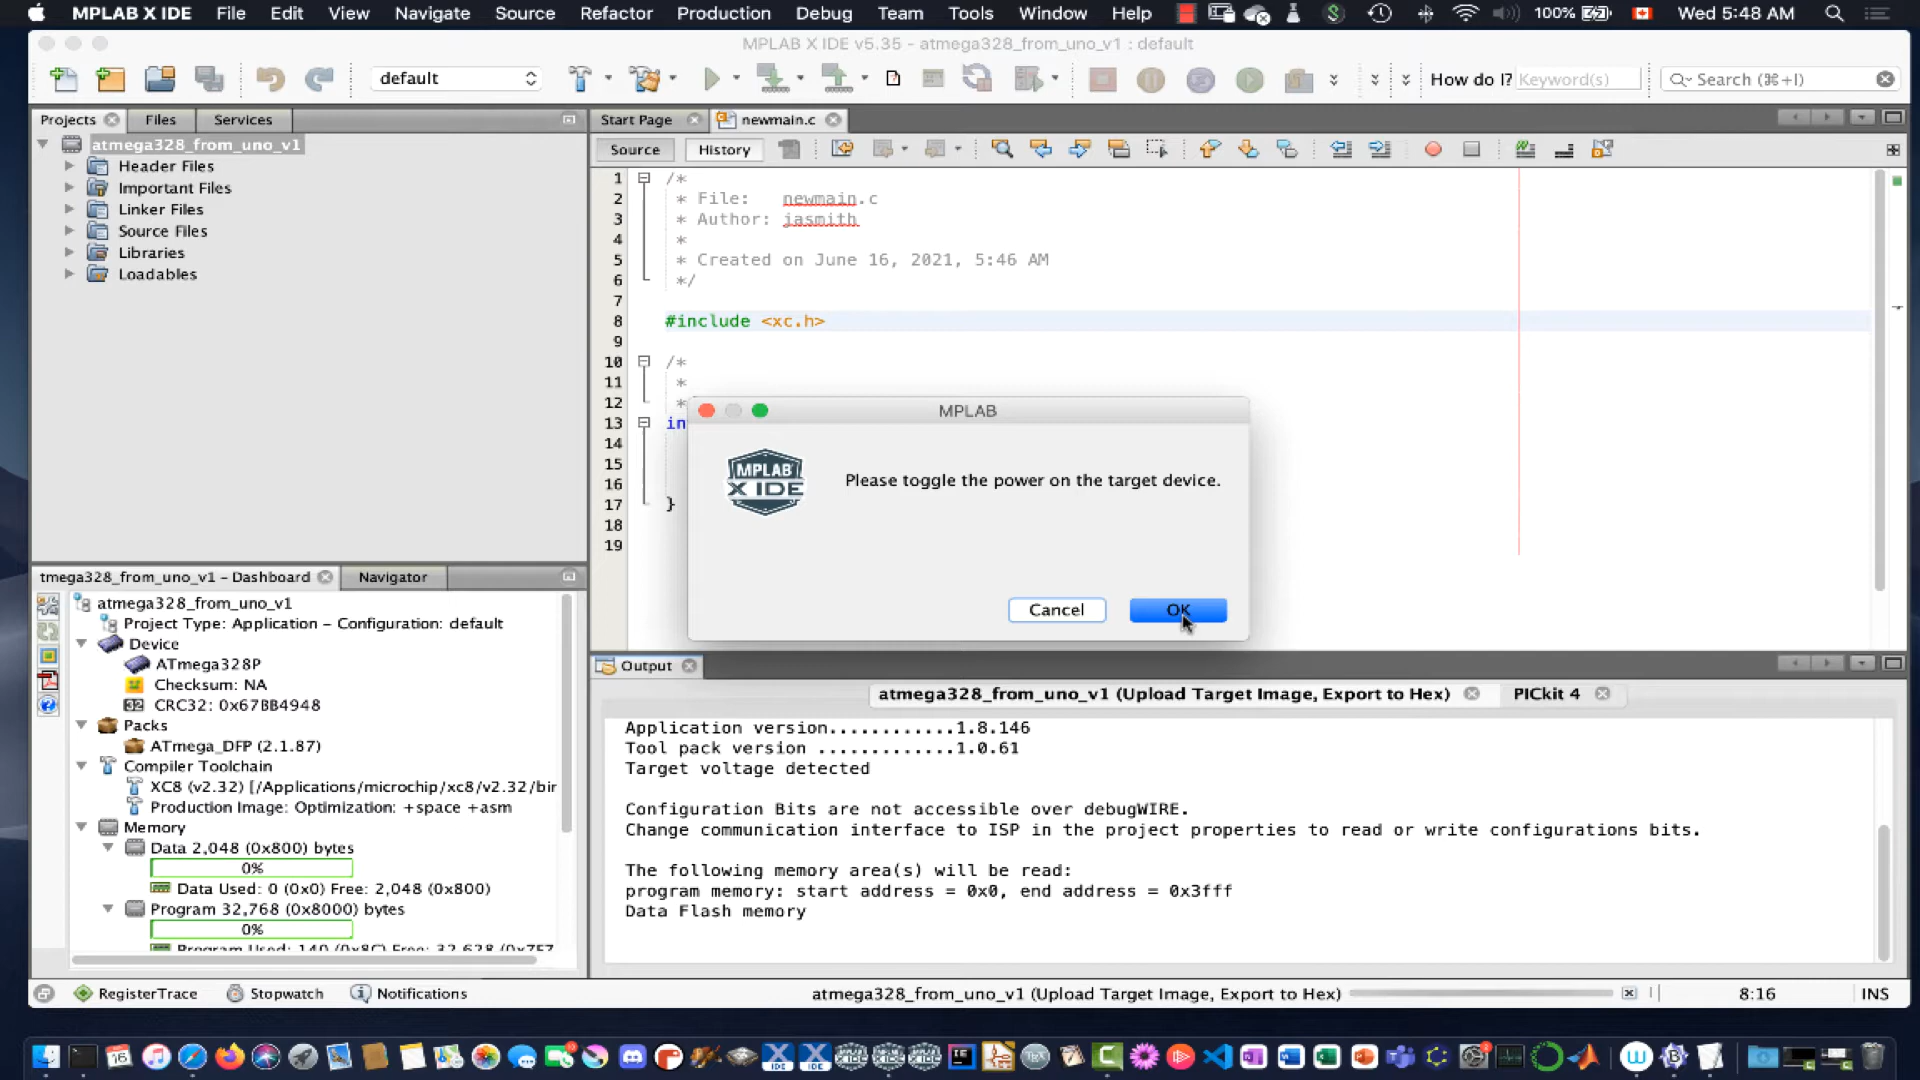 MPLAB X IDE File Edit View Navigate Source Refactor Production Debug Team Tools Window Help 100% Wed 5:48 AM
MPLAB X IDE v5.35 - atmega328_from_uno_v1 : default
default How do I? Keyword(s) Search (⌘+I)
Projects Files Services
Start Page newmain.c
atmega328_from_uno_v1
Header Files
Important Files
Linker Files
Source Files
Libraries
Loadables
Source History
1 /*
2 * File: newmain.c
3 * Author: jasmith
4 *
5 * Created on June 16, 2021, 5:46 AM
6 */
7
8 #include <xc.h>
9
10 /*
11 *
12 *
13 in
14
15
16
17 }
18
19
MPLAB
MPLAB
X IDE
Please toggle the power on the target device.
Cancel OK
tmega328_from_uno_v1 - Dashboard Navigator
atmega328_from_uno_v1
Project Type: Application - Configuration: default
Device
ATmega328P
Checksum: NA
32 CRC32: 0x67BB4948
Packs
ATmega_DFP (2.1.87)
Compiler Toolchain
XC8 (v2.32) [/Applications/microchip/xc8/v2.32/bin
Production Image: Optimization: +space +asm
Memory
Data 2,048 (0x800) bytes
0%
Data Used: 0 (0x0) Free: 2,048 (0x800)
Program 32,768 (0x8000) bytes
0%
Program Used: 140 (0x8C) Free: 32,628 (0x7F7
Output
atmega328_from_uno_v1 (Upload Target Image, Export to Hex) PICkit 4
Application version............1.8.146
Tool pack version .............1.0.61
Target voltage detected
Configuration Bits are not accessible over debugWIRE.
Change communication interface to ISP in the project properties to read or write configurations bits.
The following memory area(s) will be read:
program memory: start address = 0x0, end address = 0x3fff
Data Flash memory
RegisterTrace Stopwatch Notifications
atmega328_from_uno_v1 (Upload Target Image, Export to Hex) 8:16 INS